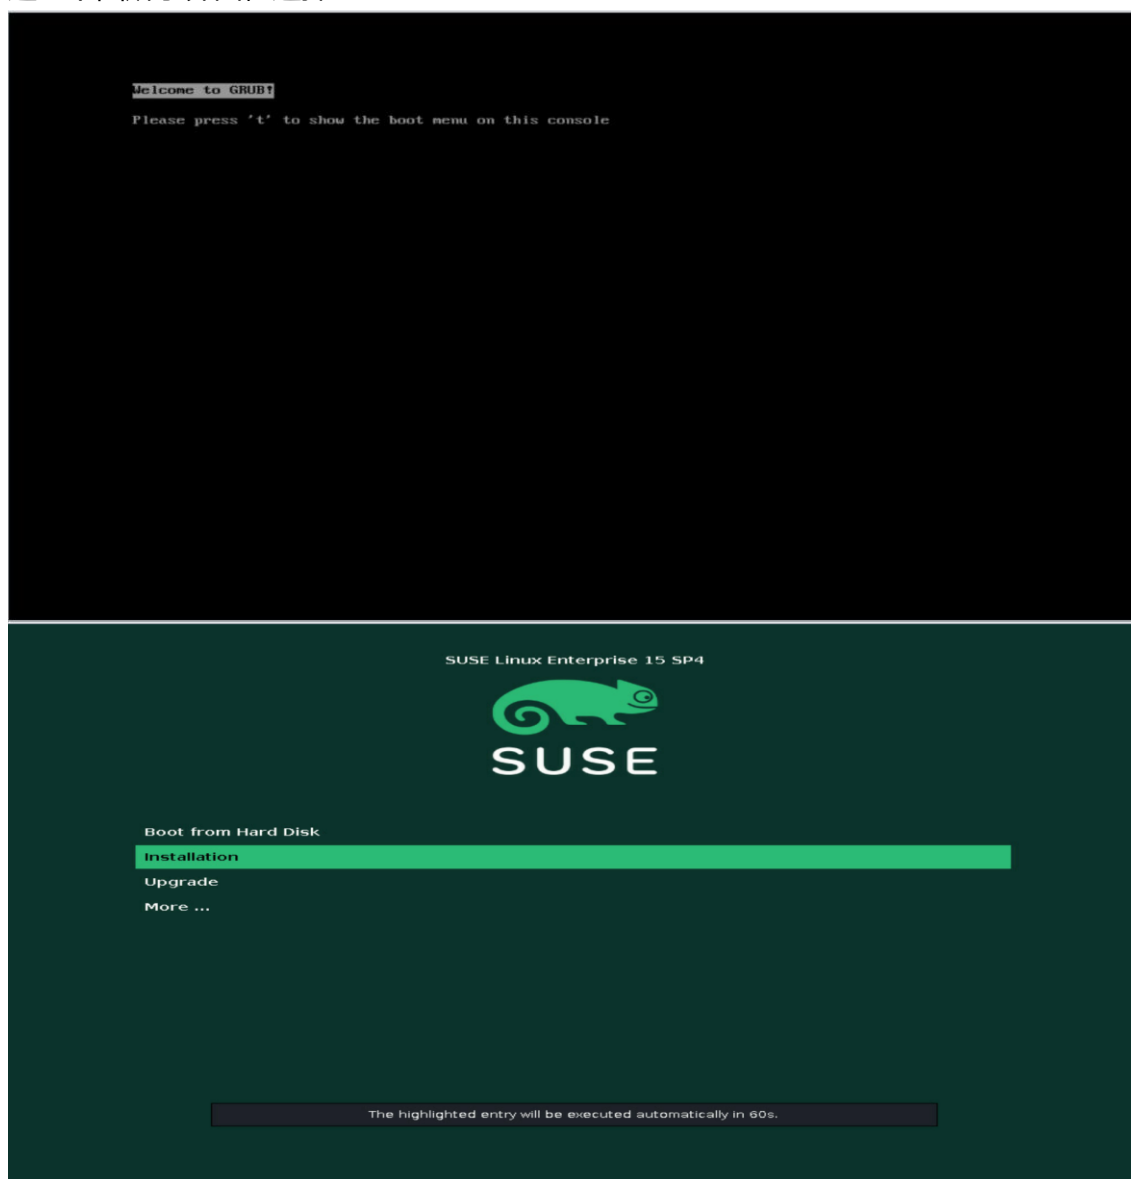 Welcome to GRUB!
Please press 't' to show the boot menu on this console
SUSE Linux Enterprise 15 SP4
SUSE
Boot from Hard Disk
Installation
Upgrade
More ...
The highlighted entry will be executed automatically in 60s.